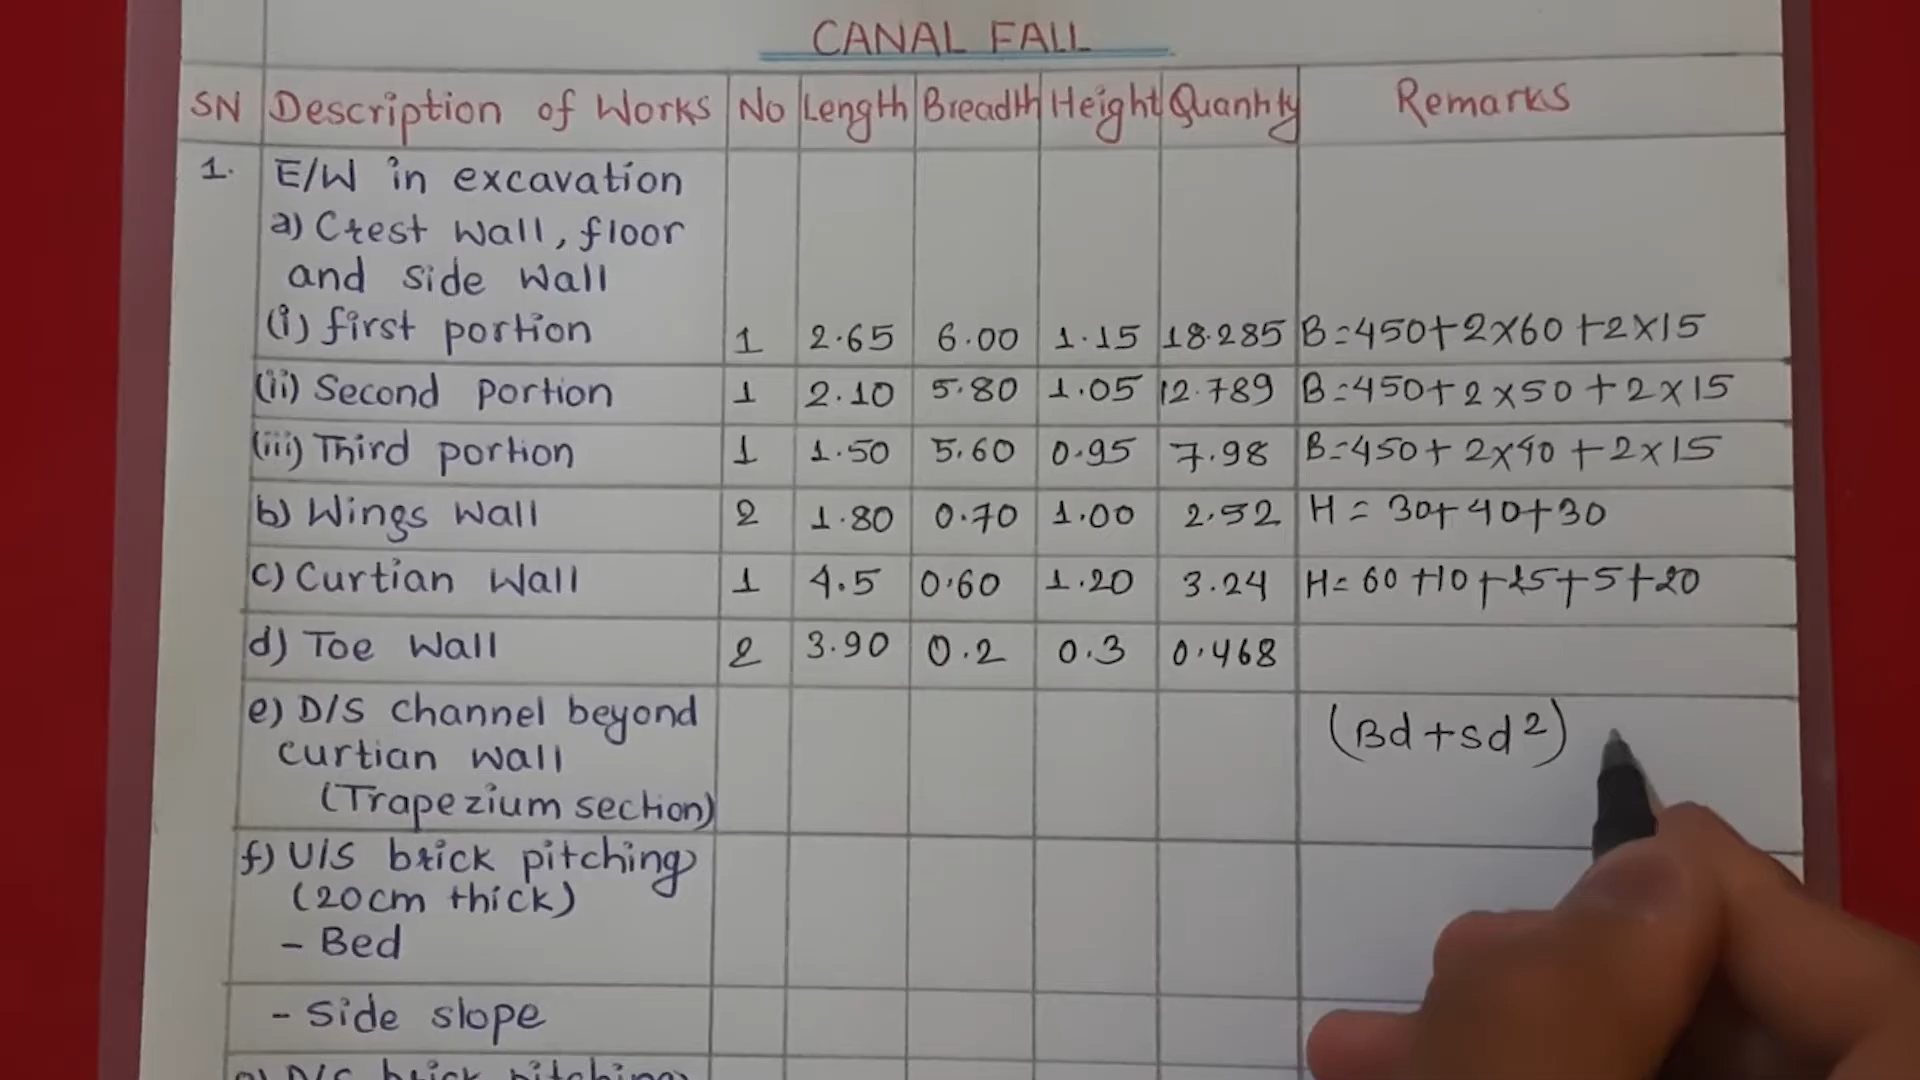 CANAL FALL
SN Description of Works No Length Breadth Height Quantity Remarks
1. E/W in excavation
a) Crest Wall, floor
and side wall
(i) first portion 1 2.65 6.00 1.15 18.285 B=450+2x60+2x15
(ii) Second portion 1 2.10 5.80 1.05 12.789 B=450+2x50+2x15
(iii) Third portion 1 1.50 5.60 0.95 7.98 B=450+2x40+2x15
b) Wings wall 2 1.80 0.70 1.00 2.52 H = 30+40+30
c) Curtian Wall 1 4.5 0.60 1.20 3.24 H= 60+10+25+5+20
d) Toe wall 2 3.90 0.2 0.3 0.468
e) D/S channel beyond
curtian wall
(Trapezium section)
(Bd+Sd²)
f) U/S brick pitching
(20cm thick)
- Bed
- Side slope
g) D/S brick pitching